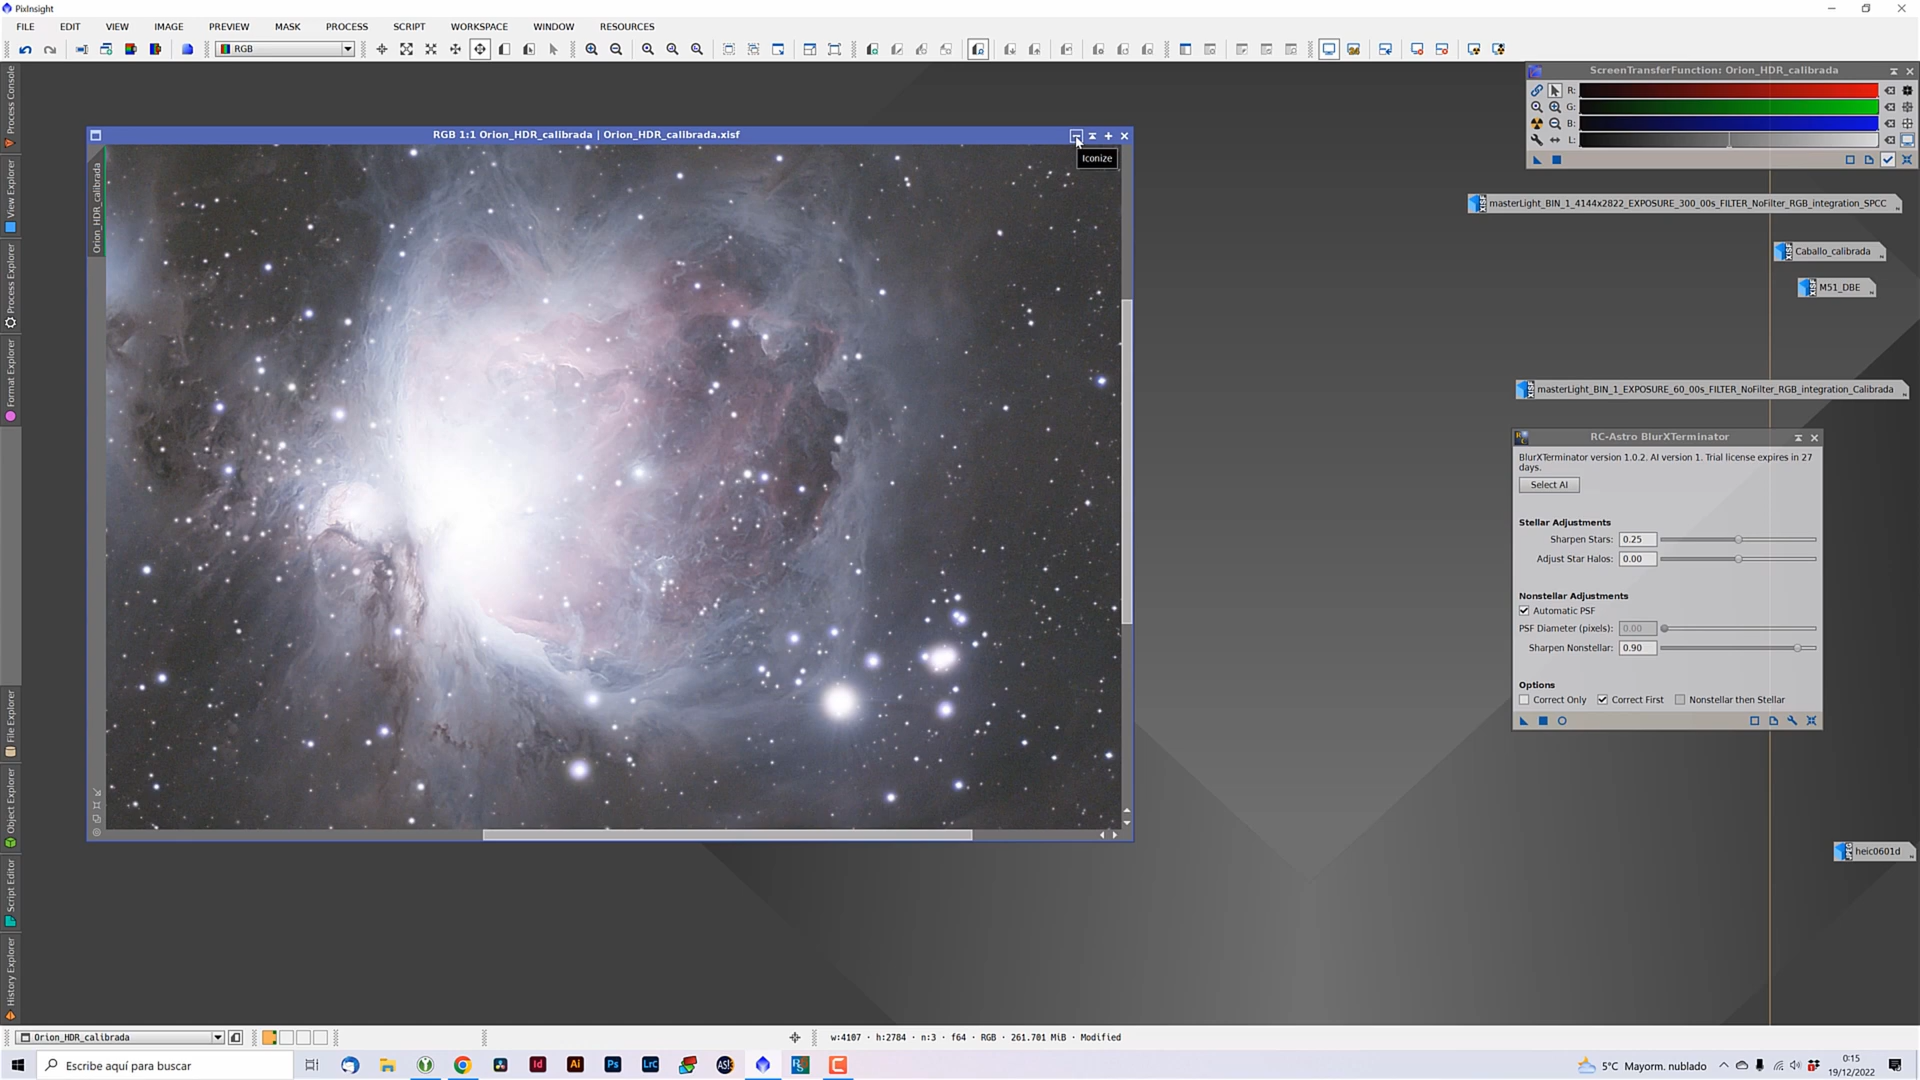 PixInsight
FILE EDIT VIEW IMAGE PREVIEW MASK PROCESS SCRIPT WORKSPACE WINDOW RESOURCES
RGB
Process Console
View Explorer
Process Explorer
Format Explorer
File Explorer
Object Explorer
Script Editor
History Explorer
RGB 1:1 Orion_HDR_calibrada | Orion_HDR_calibrada.xisf
Iconize
Orion_HDR_calibrada
ScreenTransferFunction: Orion_HDR_calibrada
R:
G:
B:
L:
masterLight_BIN_1_4144x2822_EXPOSURE_300_00s_FILTER_NoFilter_RGB_integration_SPCC
Caballo_calibrada
M51_DBE
masterLight_BIN_1_EXPOSURE_60_00s_FILTER_NoFilter_RGB_integration_Calibrada
RC-Astro BlurXTerminator
BlurXTerminator version 1.0.2. AI version 1. Trial license expires in 27
days.
Select AI
Stellar Adjustments
Sharpen Stars: 0.25
Adjust Star Halos: 0.00
Nonstellar Adjustments
Automatic PSF
PSF Diameter (pixels): 0.00
Sharpen Nonstellar: 0.90
Options
Correct Only Correct First Nonstellar then Stellar
heic0601d
Orion_HDR_calibrada
w:4107 · h:2784 · n:3 · f64 · RGB · 261.701 MiB · Modified
Escribe aquí para buscar
Id Ai Ps LrC ASI
5°C Mayorm. nublado
0:15
19/12/2022